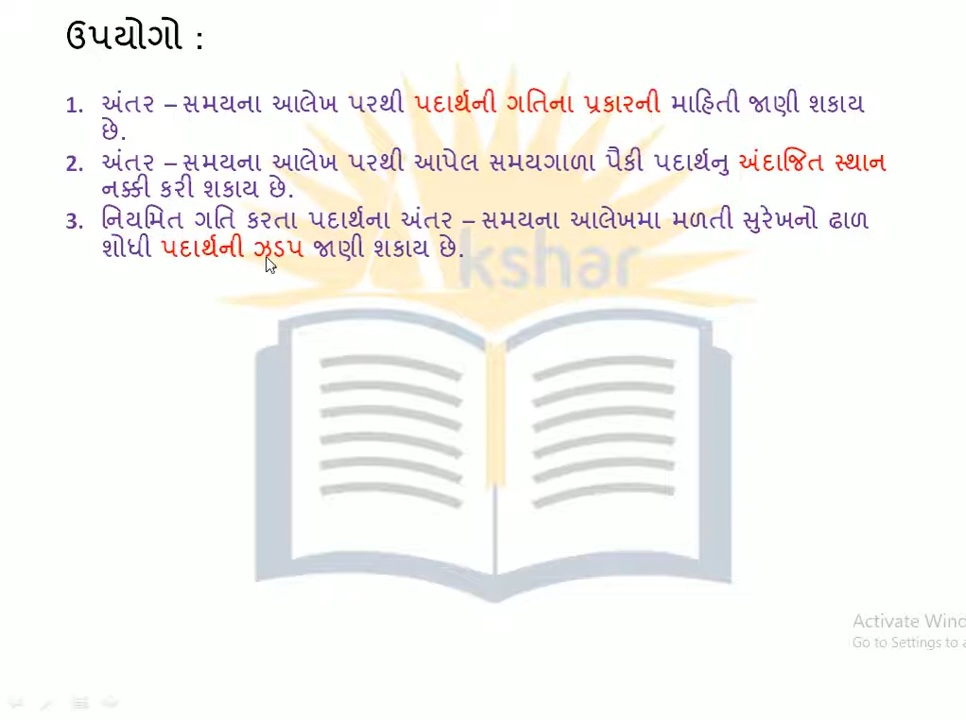 ઉપયોગો :
1. અંતર – સમયના આલેખ પરથી પદાર્થની ગતિના પ્રકારની માહિતી જાણી શકાય
છે.
2. અંતર – સમયના આલેખ પરથી આપેલ સમયગાળા પૈકી પદાર્થનુ અંદાજિત સ્થાન
નક્કી કરી શકાય છે.
3. નિયમિત ગતિ કરતા પદાર્થના અંતર – સમયના આલેખમા મળતી સુરેખનો ઢાળ
શોધી પદાર્થની ઝડપ જાણી શકાય છે.
kshar
Activate Wind
Go to Settings to a